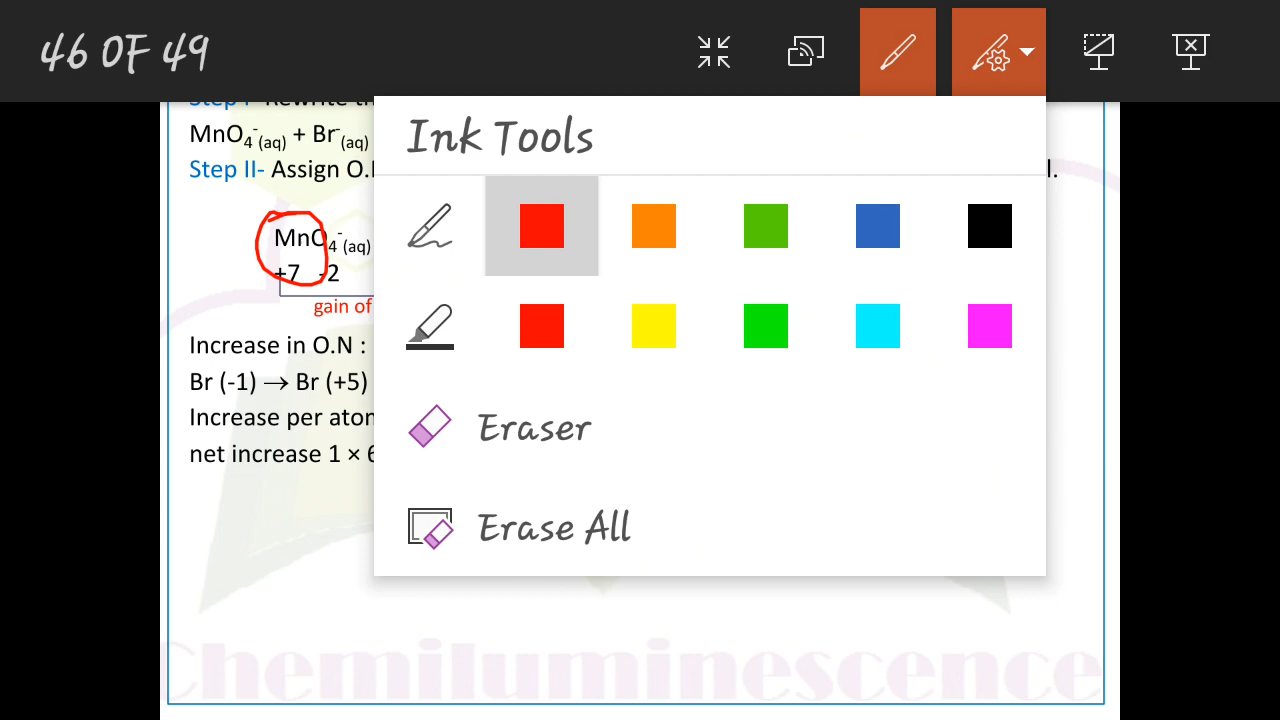 46 OF 49
MnO₄⁻(aq) + Br⁻(aq)
Step II- Assign O.
Ink Tools
MnO₄⁻(aq)
+7 -2
gain of
Increase in O.N :
Br (-1) → Br (+5)
Increase per atom
net increase 1 × 6
Eraser
Erase All
Chemiluminescence